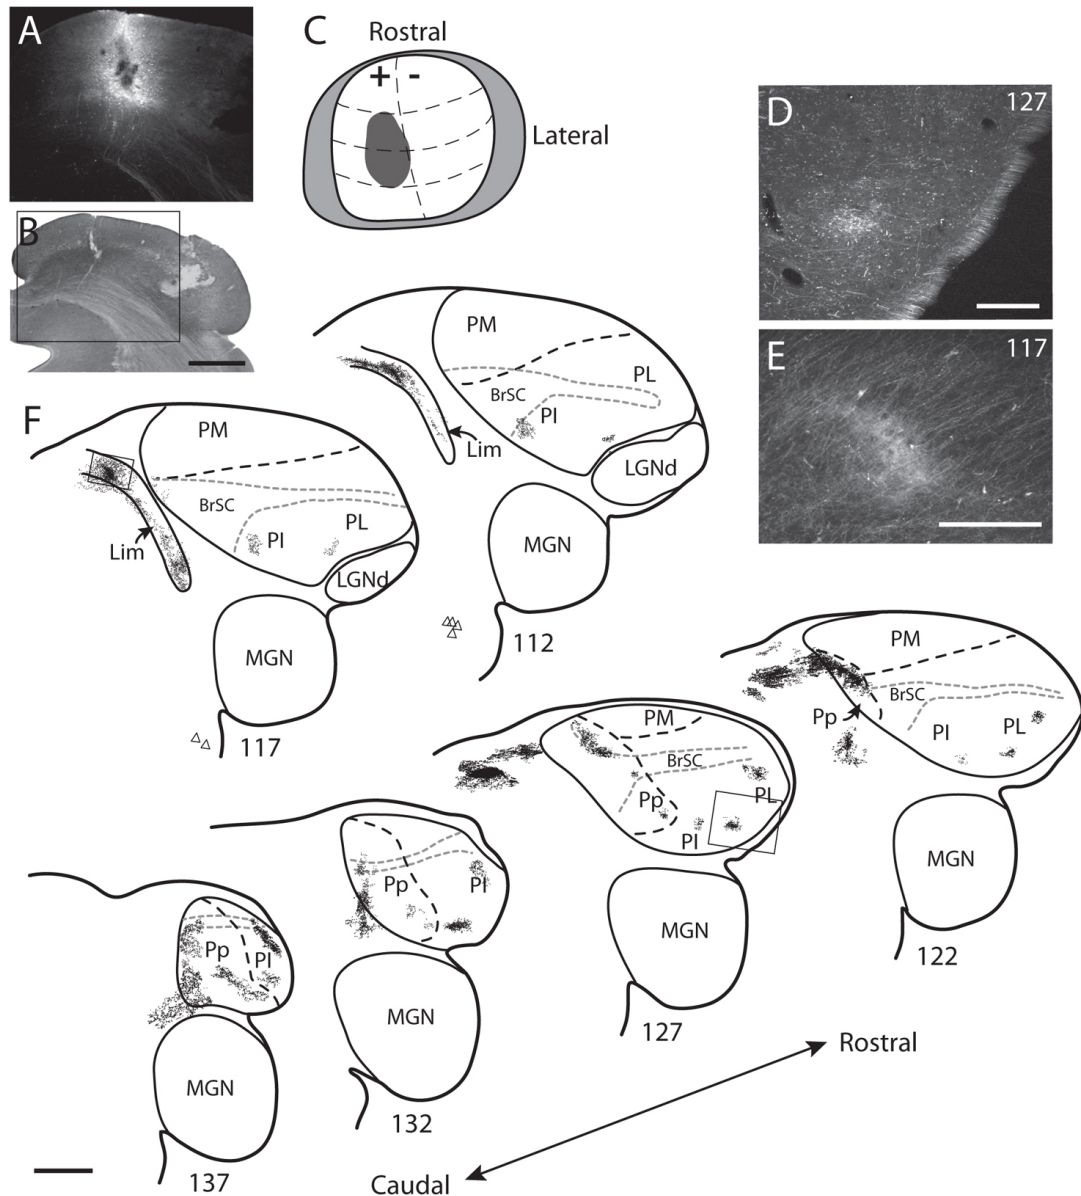 A
B
C
Rostral
+ -
Lateral
D
127
E
117
F
PM
PL
BrSC
PI
Lim
LGNd
MGN
112
PM
BrSC
PL
PI
Lim
LGNd
MGN
117
PM
BrSC
Pp
PI
PL
MGN
122
PM
BrSC
Pp
PL
PI
MGN
127
Pp
PI
MGN
132
Pp
PI
MGN
137
Rostral
Caudal